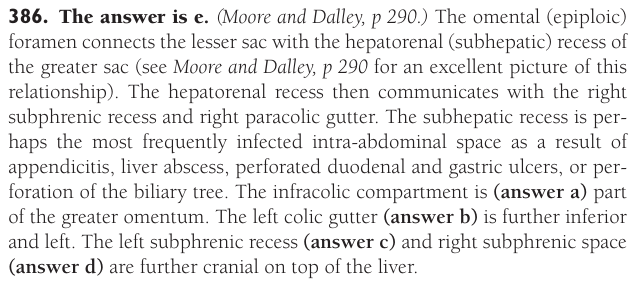 386. The answer is e. (Moore and Dalley, p 290.) The omental (epiploic)
foramen connects the lesser sac with the hepatorenal (subhepatic) recess of
the greater sac (see Moore and Dalley, p 290 for an excellent picture of this
relationship). The hepatorenal recess then communicates with the right
subphrenic recess and right paracolic gutter. The subhepatic recess is per-
haps the most frequently infected intra-abdominal space as a result of
appendicitis, liver abscess, perforated duodenal and gastric ulcers, or per-
foration of the biliary tree. The infracolic compartment is (answer a) part
of the greater omentum. The left colic gutter (answer b) is further inferior
and left. The left subphrenic recess (answer c) and right subphrenic space
(answer d) are further cranial on top of the liver.